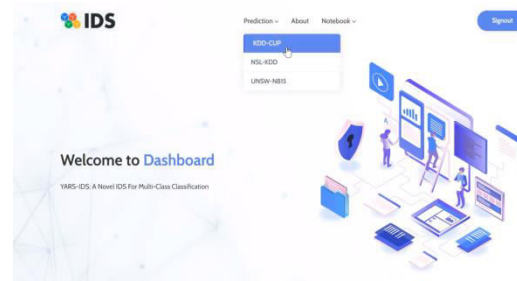 IDS
Prediction About Notebook Signout
KDD-CUP
NSL-KDD
UNSW-NB15
Welcome to Dashboard
YARS-IDS: A Novel IDS For Multi-Class Classification